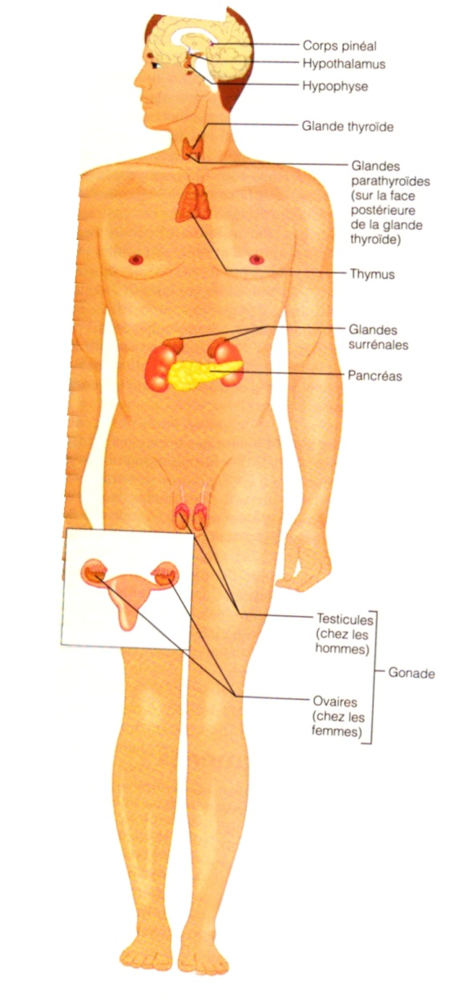 Corps pinéal
Hypothalamus
Hypophyse
Glande thyroïde
Glandes
parathyroïdes
(sur la face
postérieure
de la glande
thyroïde)
Thymus
Glandes
surrénales
Pancréas
Testicules
(chez les
hommes)
Gonade
Ovaires
(chez les
femmes)